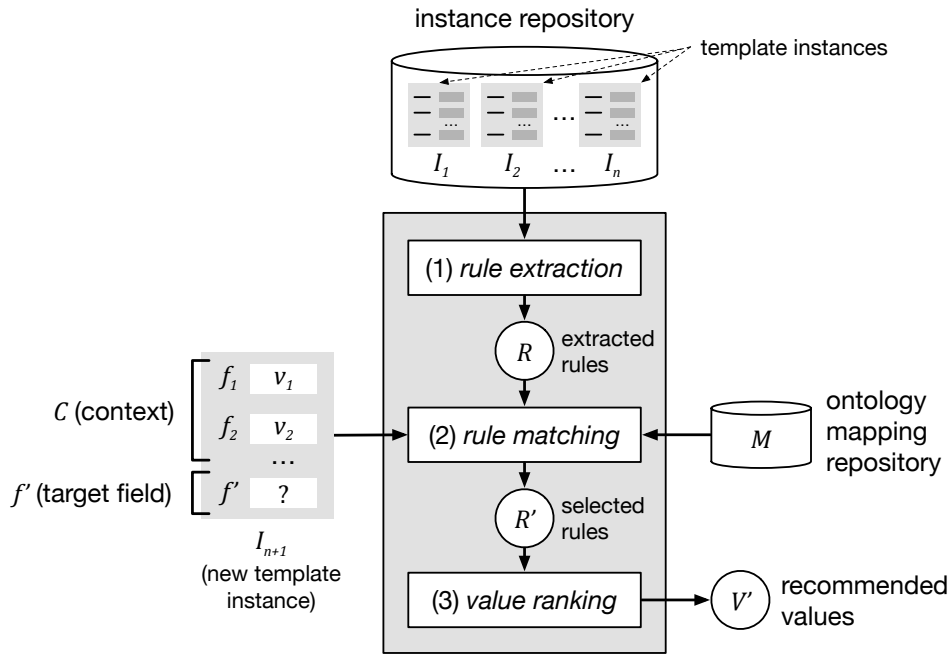 instance repository
template instances
...
...
...
...
I1
I2
...
In
(1) rule extraction
R
extracted
rules
C (context)
f1
v1
f2
v2
...
f' (target field)
f'
?
In+1
(new template
instance)
(2) rule matching
M
ontology
mapping
repository
R'
selected
rules
(3) value ranking
V'
recommended
values